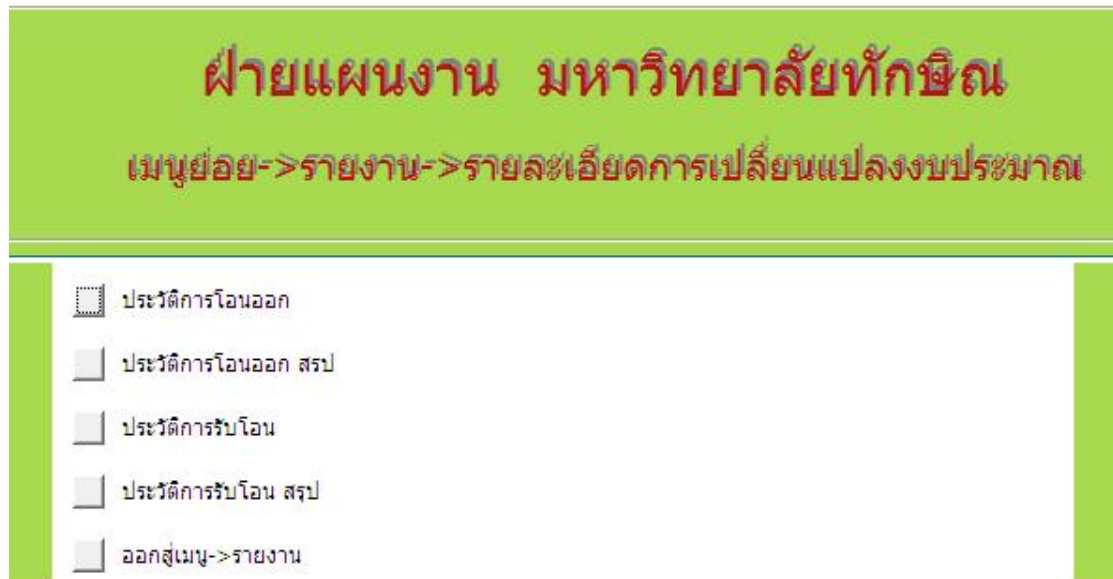 ฝ่ายแผนงาน มหาวิทยาลัยทักษิณ
เมนูย่อย->รายงาน->รายละเอียดการเปลี่ยนแปลงงบประมาณ
ประวัติการโอนออก
ประวัติการโอนออก สรุป
ประวัติการรับโอน
ประวัติการรับโอน สรุป
ออกสู่เมนู->รายงาน